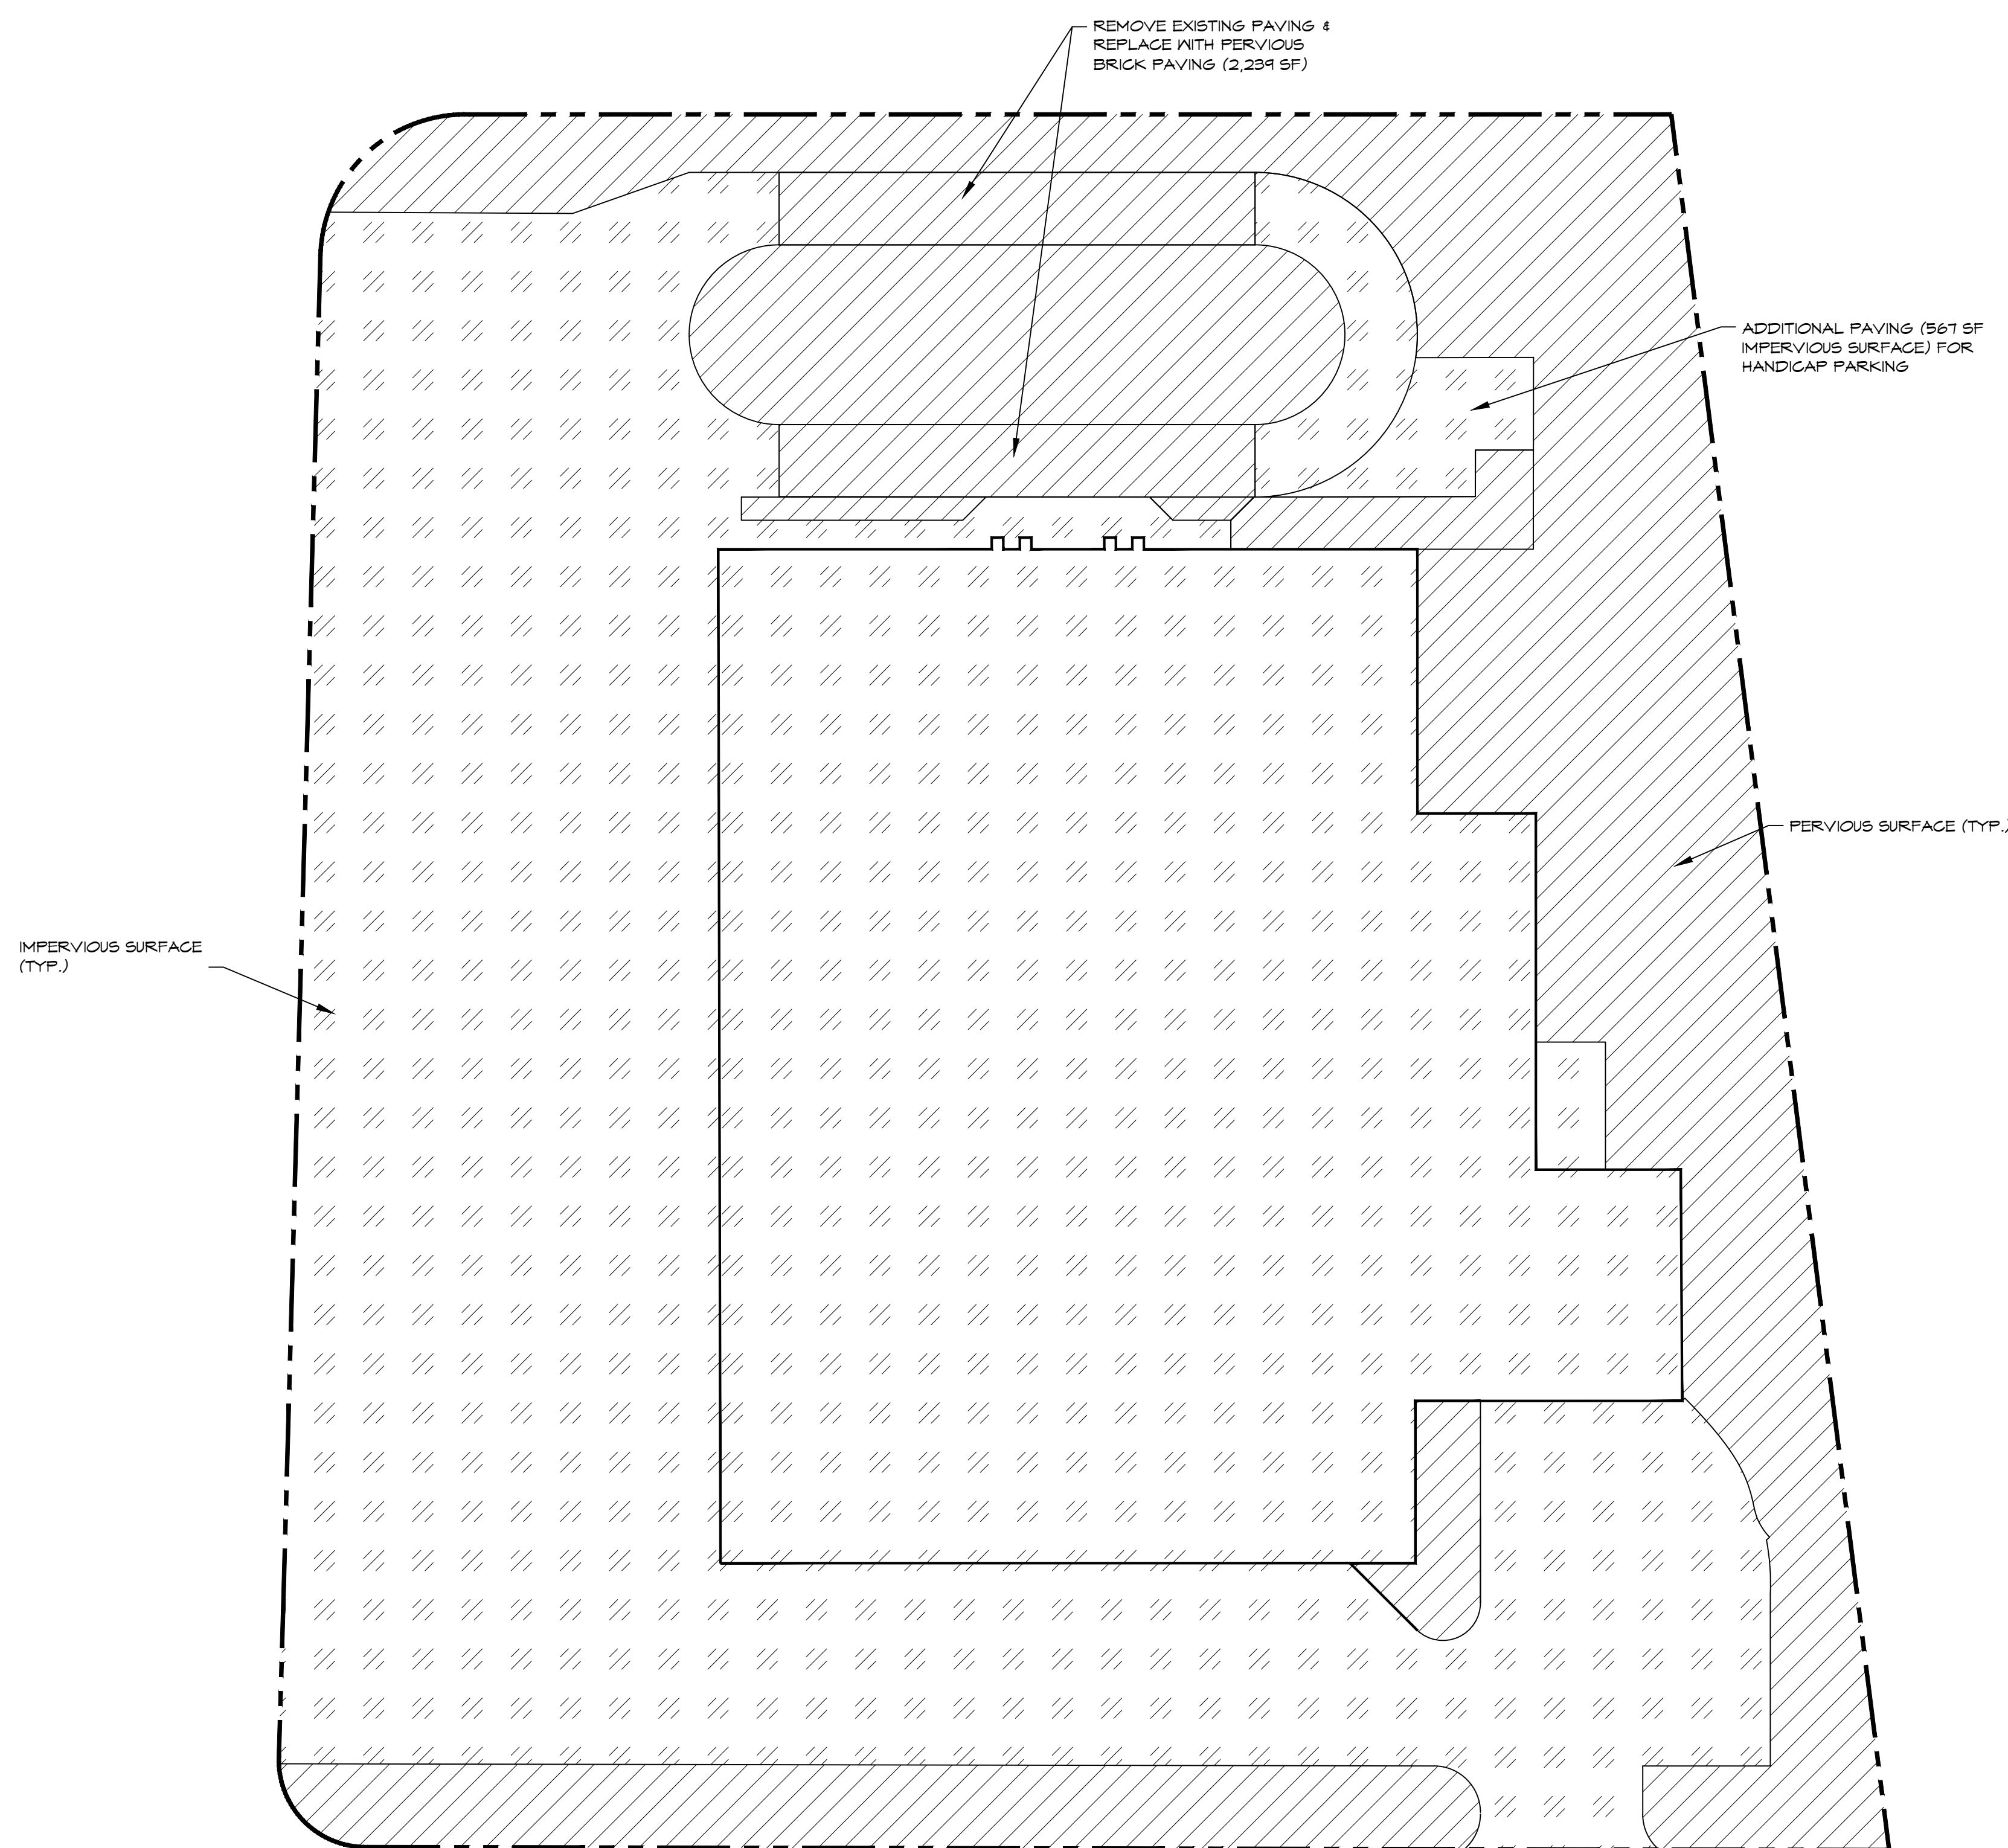 REMOVE EXISTING PAVING &
REPLACE WITH PERVIOUS
BRICK PAVING (2,239 SF)
ADDITIONAL PAVING (567 SF
IMPERVIOUS SURFACE) FOR
HANDICAP PARKING
PERVIOUS SURFACE (TYP.)
IMPERVIOUS SURFACE
(TYP.)